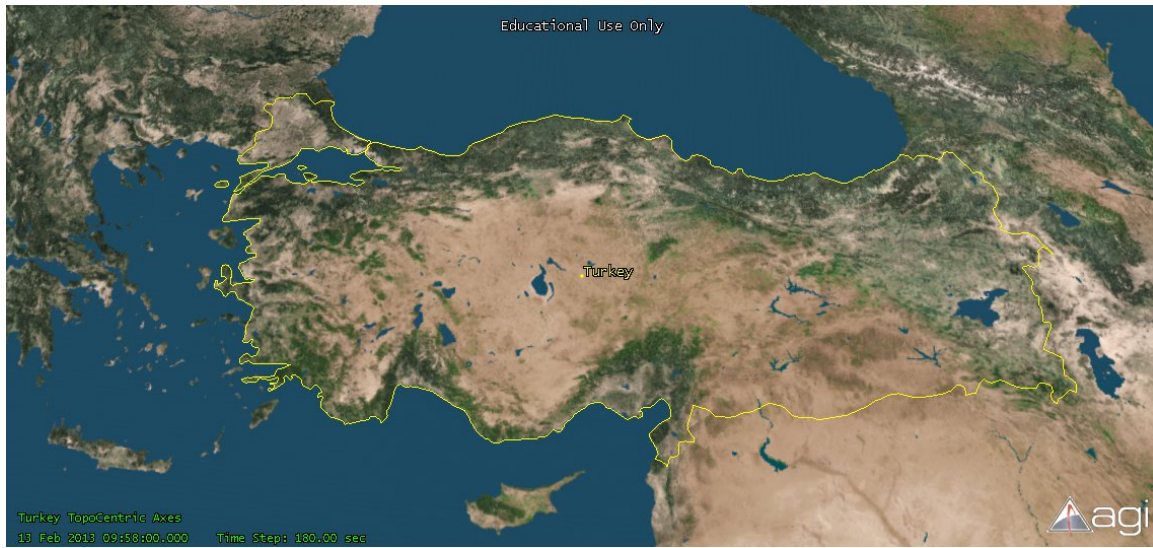 Educational Use Only
Turkey
Turkey TopoCentric Axes
13 Feb 2013 09:58:00.000 Time Step: 180.00 sec
agi